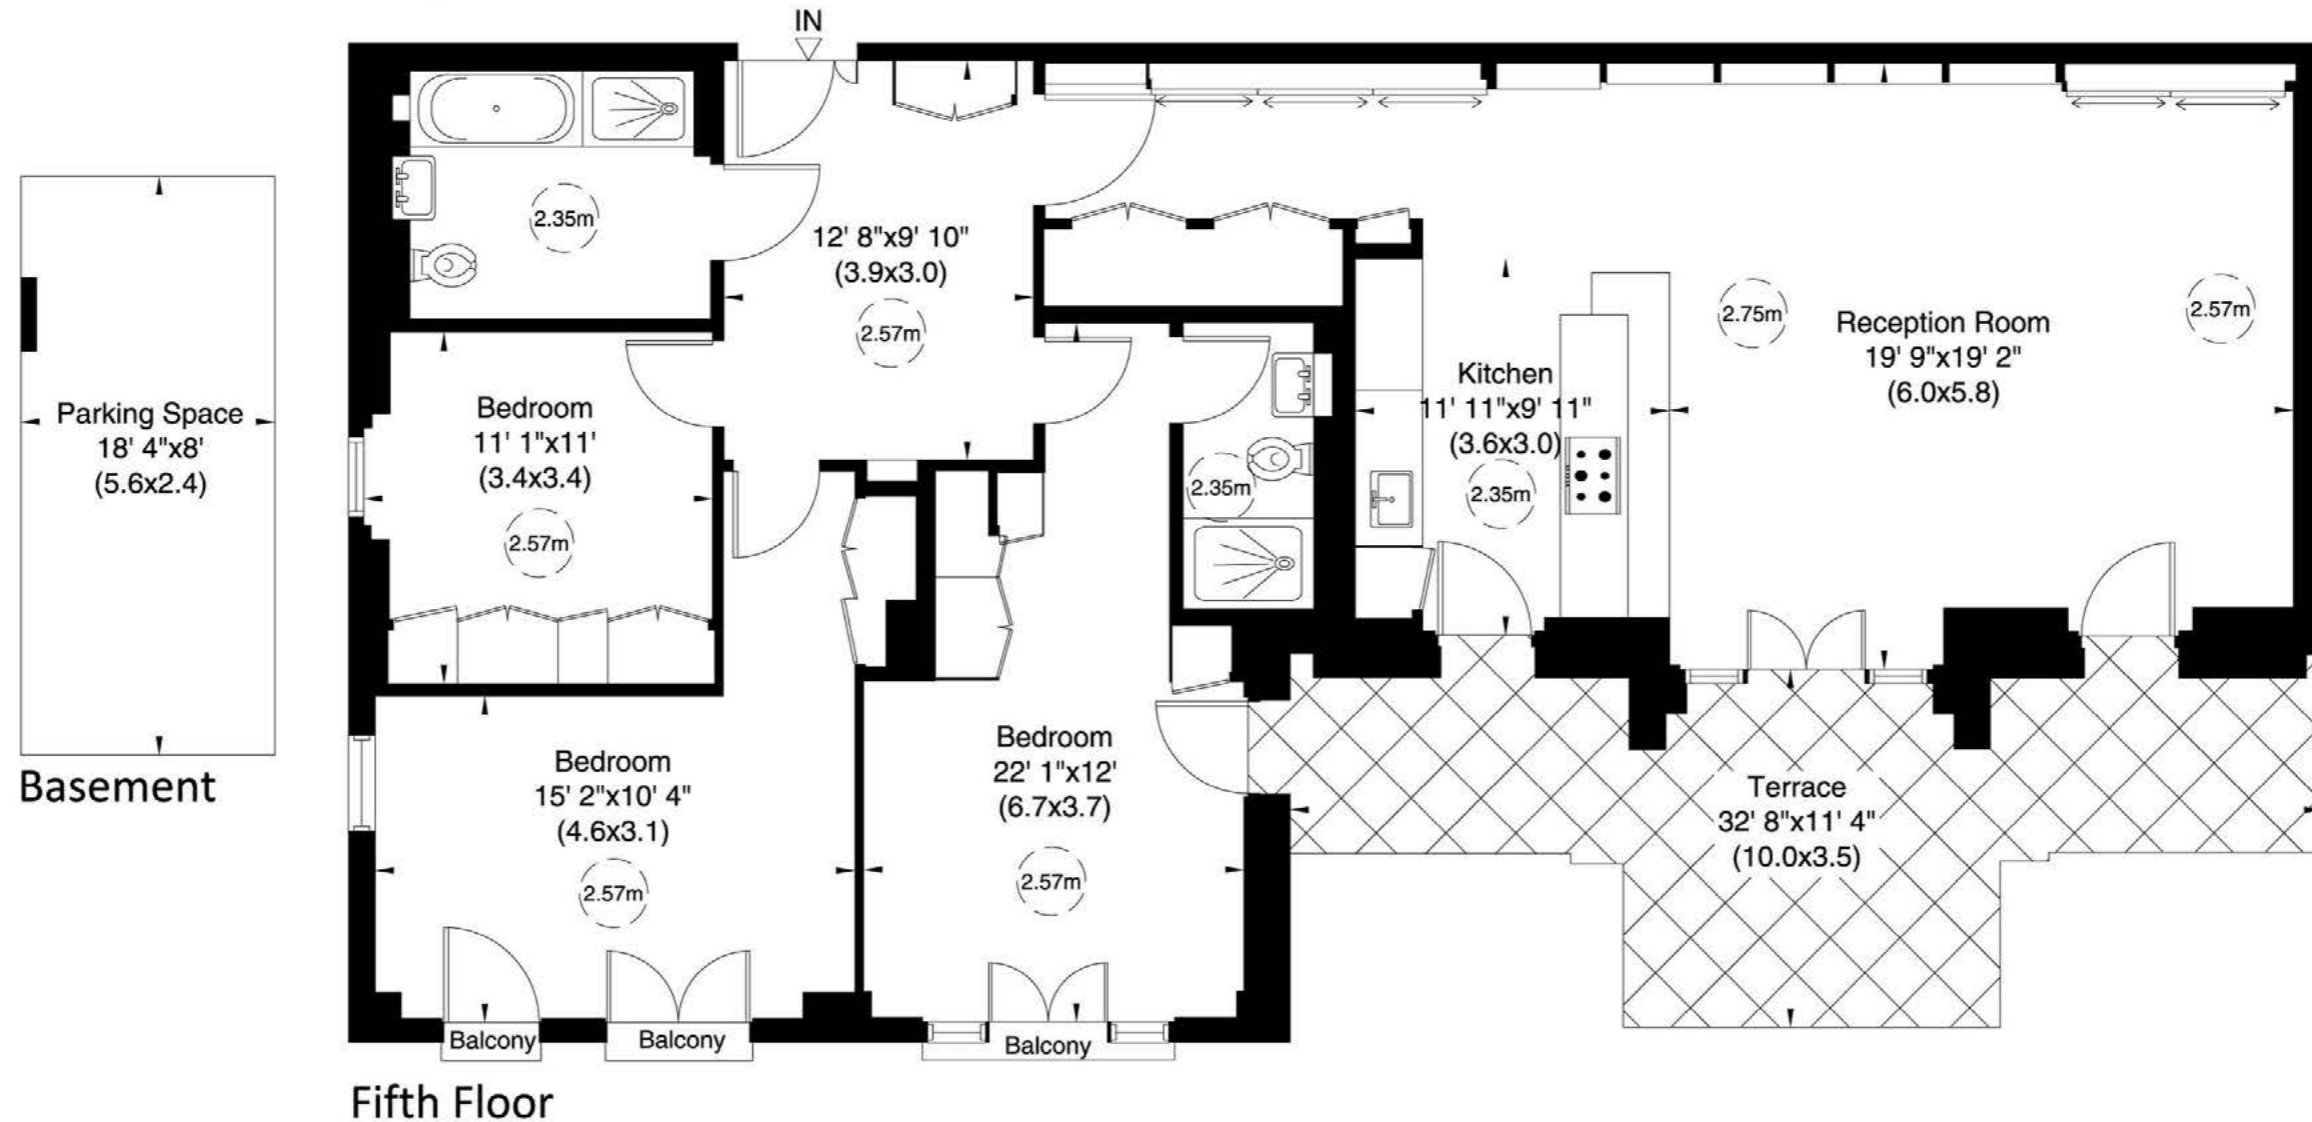 IN
2.35m
12' 8"x9' 10"
(3.9x3.0)
2.57m
2.75m
Reception Room
19' 9"x19' 2"
(6.0x5.8)
2.57m
Kitchen
11' 11"x9' 11"
(3.6x3.0)
2.35m
2.35m
Parking Space
18' 4"x8'
(5.6x2.4)
Bedroom
11' 1"x11'
(3.4x3.4)
2.57m
Basement
Bedroom
15' 2"x10' 4"
(4.6x3.1)
2.57m
Bedroom
22' 1"x12'
(6.7x3.7)
2.57m
Terrace
32' 8"x11' 4"
(10.0x3.5)
Balcony
Balcony
Balcony
Fifth Floor